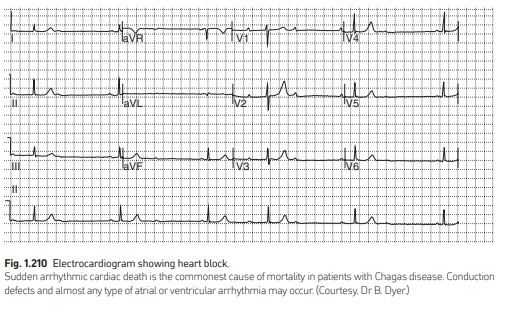 I aVR V1 V4
II aVL V2 V5
III aVF V3 V6
II
Fig. 1.210 Electrocardiogram showing heart block.
Sudden arrhythmic cardiac death is the commonest cause of mortality in patients with Chagas disease. Conduction
defects and almost any type of atrial or ventricular arrhythmia may occur. (Courtesy, Dr B. Dyer.)